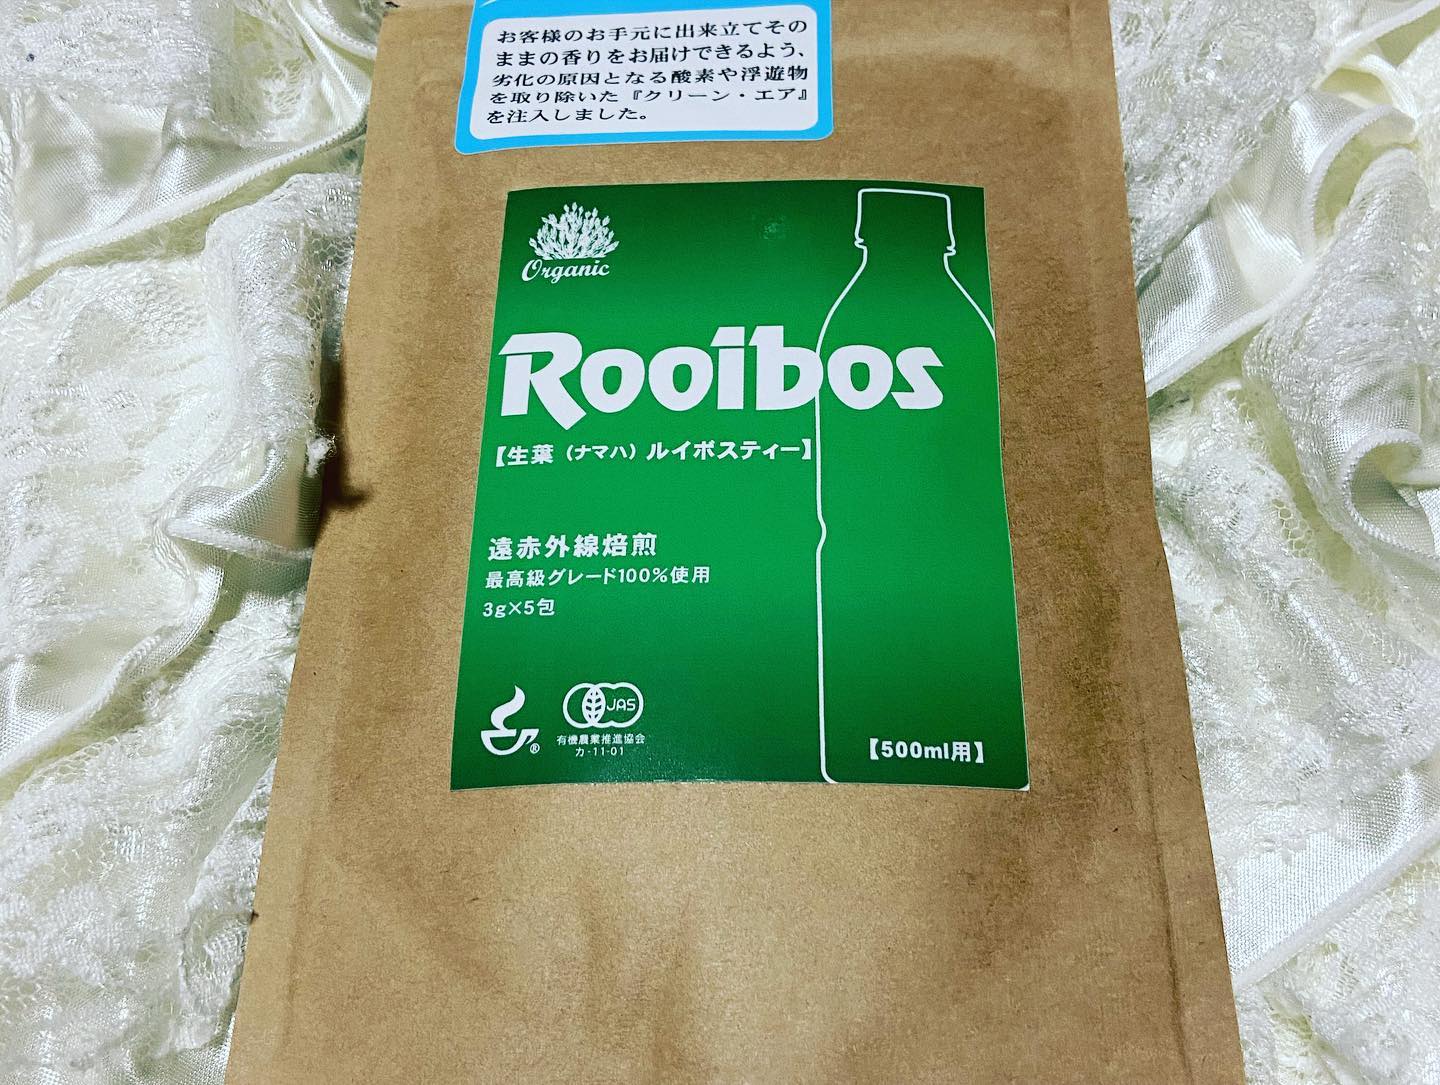 お客様のお手元に出来立てその
ままの香りをお届けできるよう、
劣化の原因となる酸素や浮遊物
を取り除いた『クリーン・エア』
を注入しました。
Organic
Rooibos
【生葉（ナマハ）ルイボスティー】
遠赤外線焙煎
最高級グレード100%使用
3g×5包
®
JAS
有機農業推進協会
カ-11-01
【500ml用】